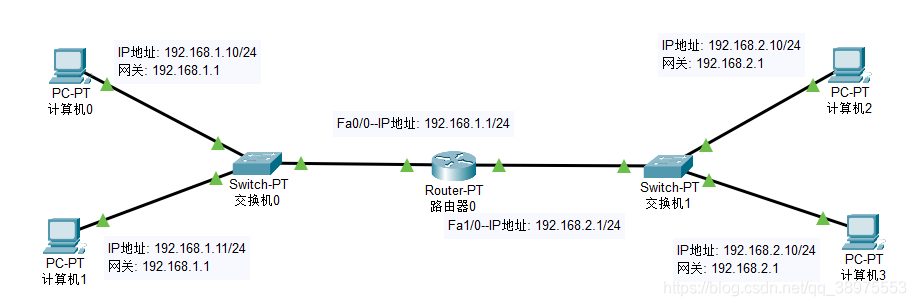 IP地址: 192.168.1.10/24
网关: 192.168.1.1
PC-PT
计算机0
IP地址: 192.168.2.10/24
网关: 192.168.2.1
PC-PT
计算机2
Fa0/0--IP地址: 192.168.1.1/24
Switch-PT
交换机0
Router-PT
路由器0
Switch-PT
交换机1
Fa1/0--IP地址: 192.168.2.1/24
PC-PT
计算机1
IP地址: 192.168.1.11/24
网关: 192.168.1.1
IP地址: 192.168.2.10/24
网关: 192.168.2.1
PC-PT
计算机3
https://blog.csdn.net/qq_38975553